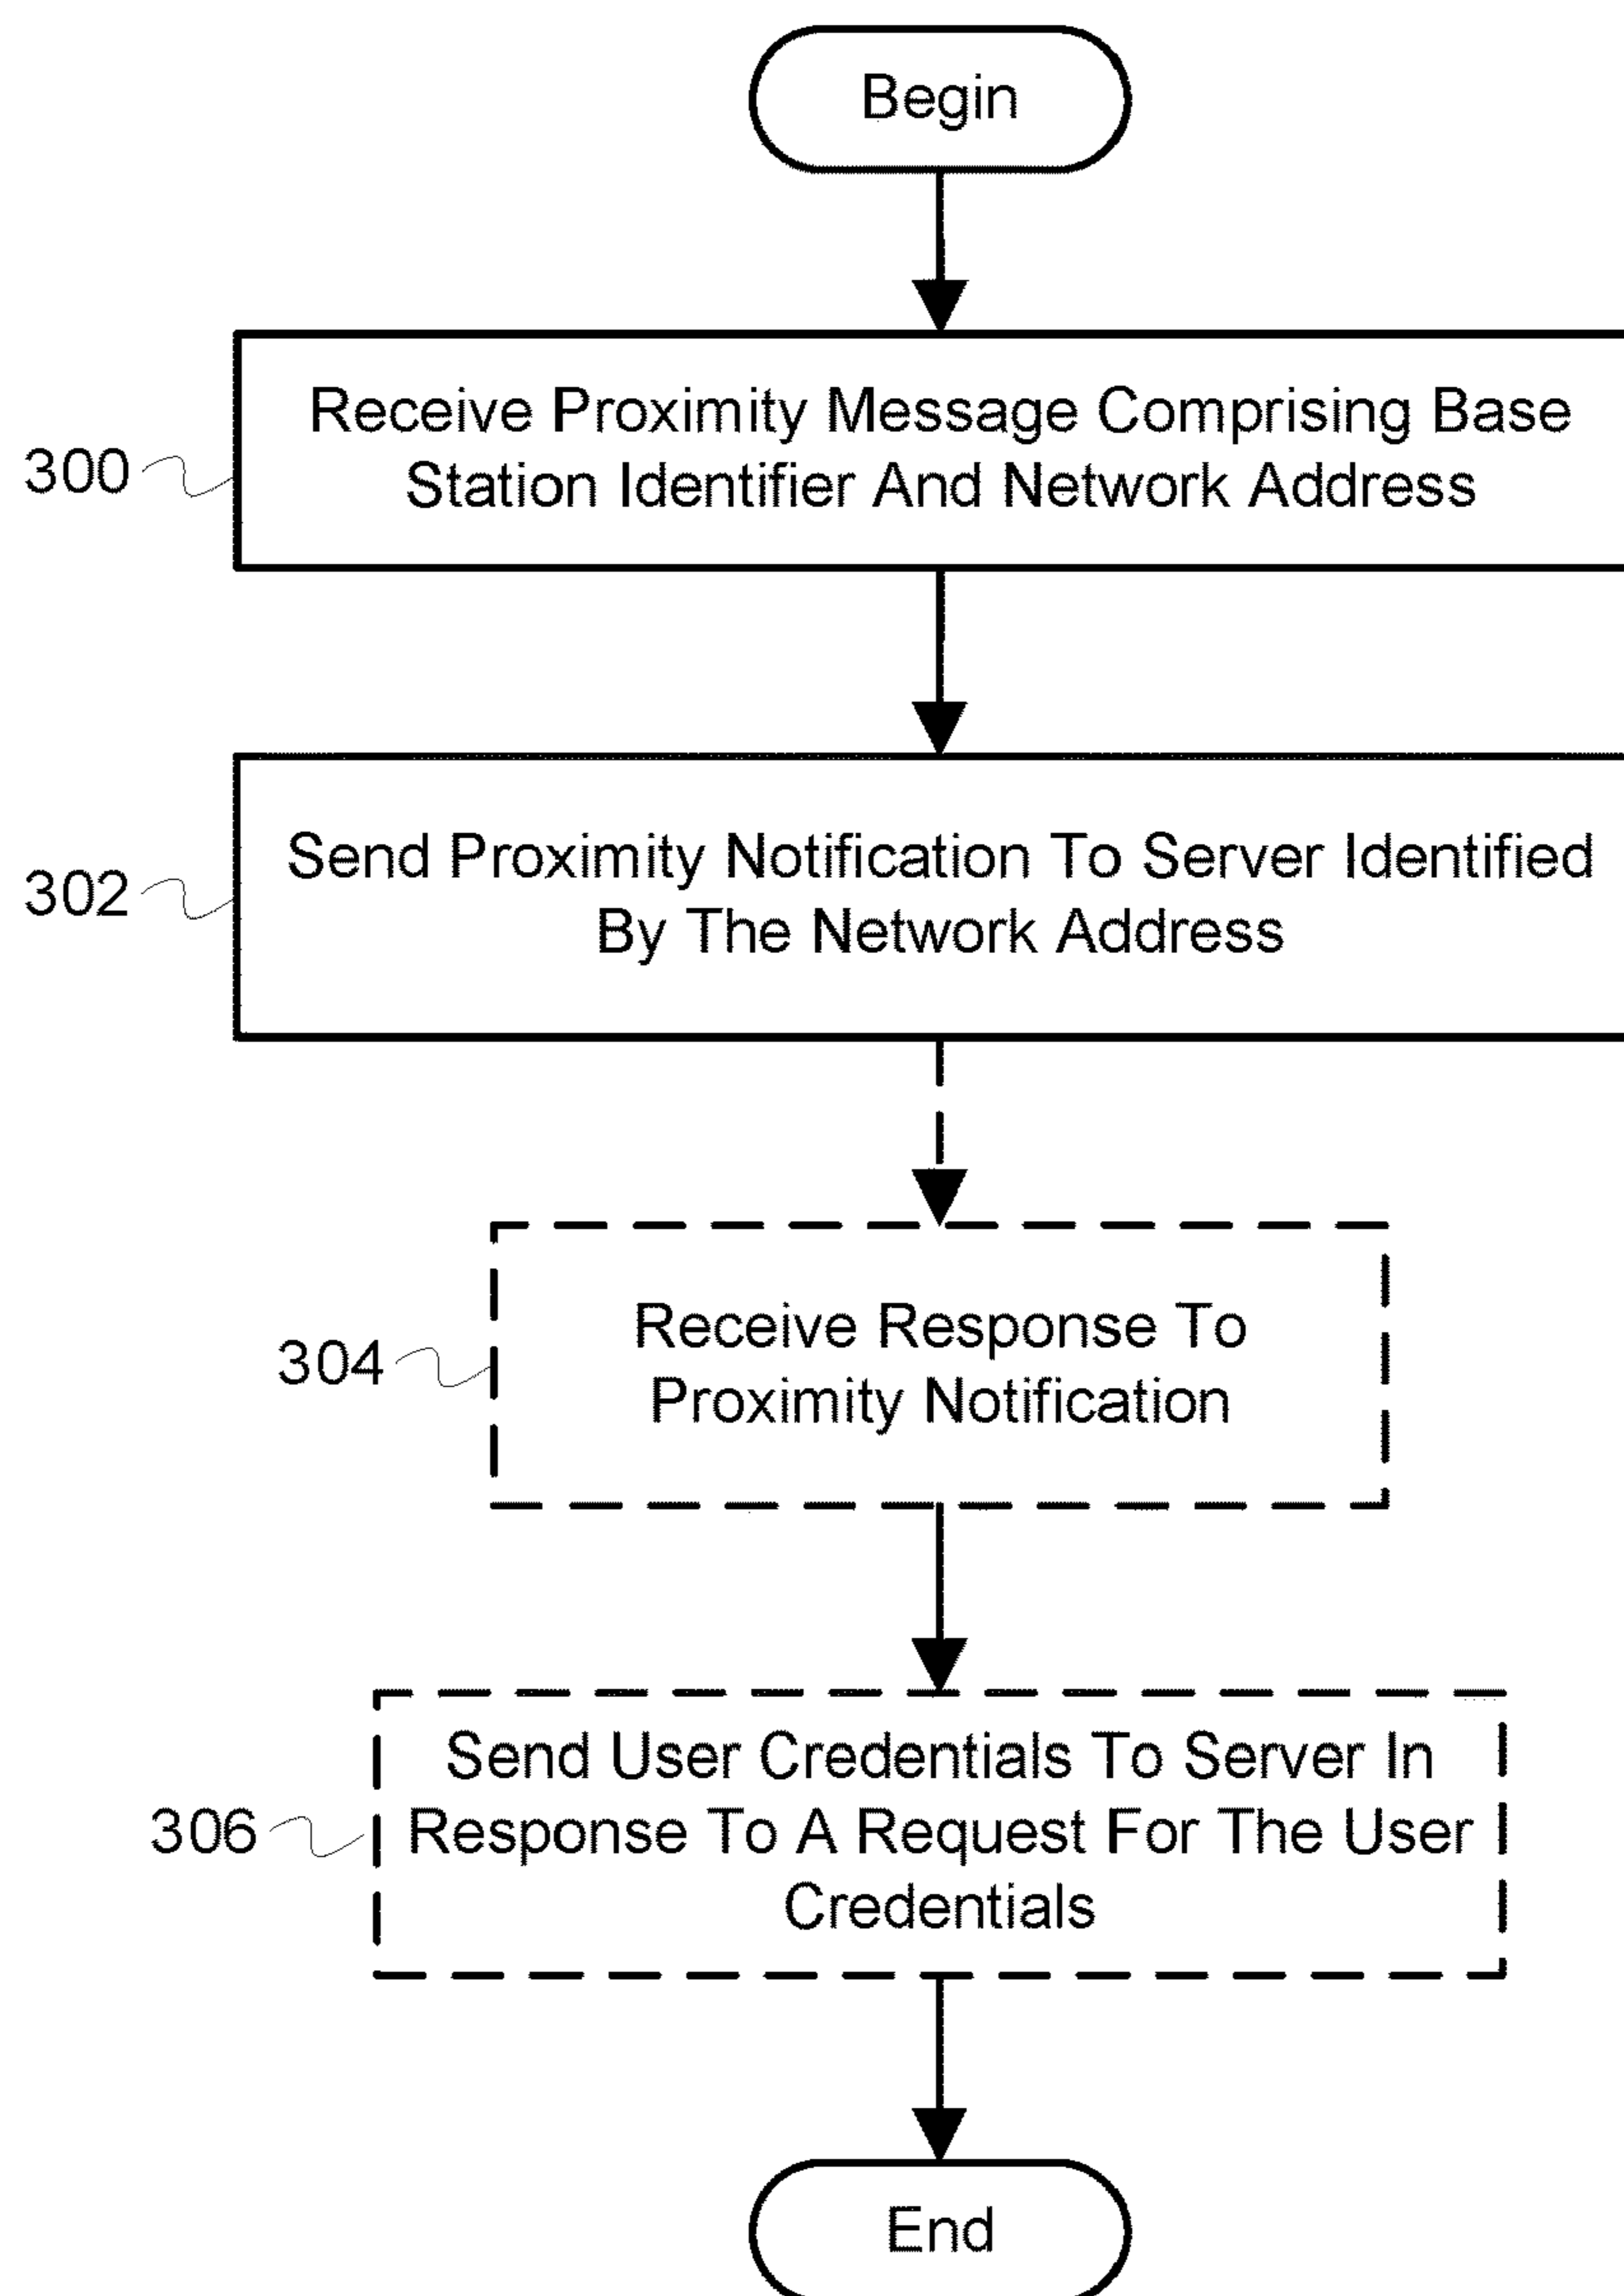 Begin
300
Receive Proximity Message Comprising Base
Station Identifier And Network Address
302
Send Proximity Notification To Server Identified
By The Network Address
304
Receive Response To
Proximity Notification
306
Send User Credentials To Server In
Response To A Request For The User
Credentials
End